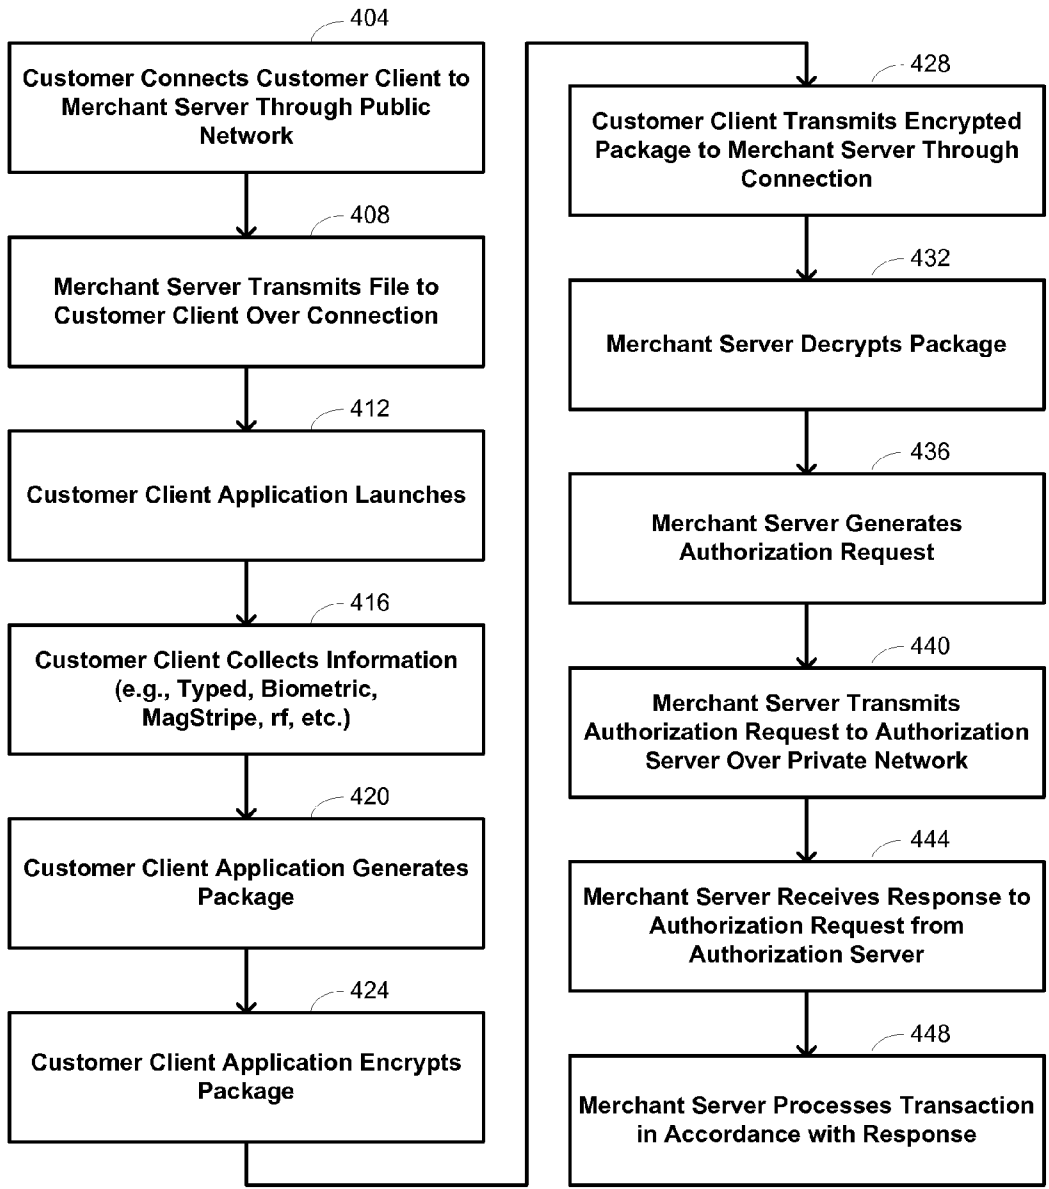 404
Customer Connects Customer Client to
Merchant Server Through Public
Network
408
Merchant Server Transmits File to
Customer Client Over Connection
412
Customer Client Application Launches
416
Customer Client Collects Information
(e.g., Typed, Biometric,
MagStripe, rf, etc.)
420
Customer Client Application Generates
Package
424
Customer Client Application Encrypts
Package
428
Customer Client Transmits Encrypted
Package to Merchant Server Through
Connection
432
Merchant Server Decrypts Package
436
Merchant Server Generates
Authorization Request
440
Merchant Server Transmits
Authorization Request to Authorization
Server Over Private Network
444
Merchant Server Receives Response to
Authorization Request from
Authorization Server
448
Merchant Server Processes Transaction
in Accordance with Response